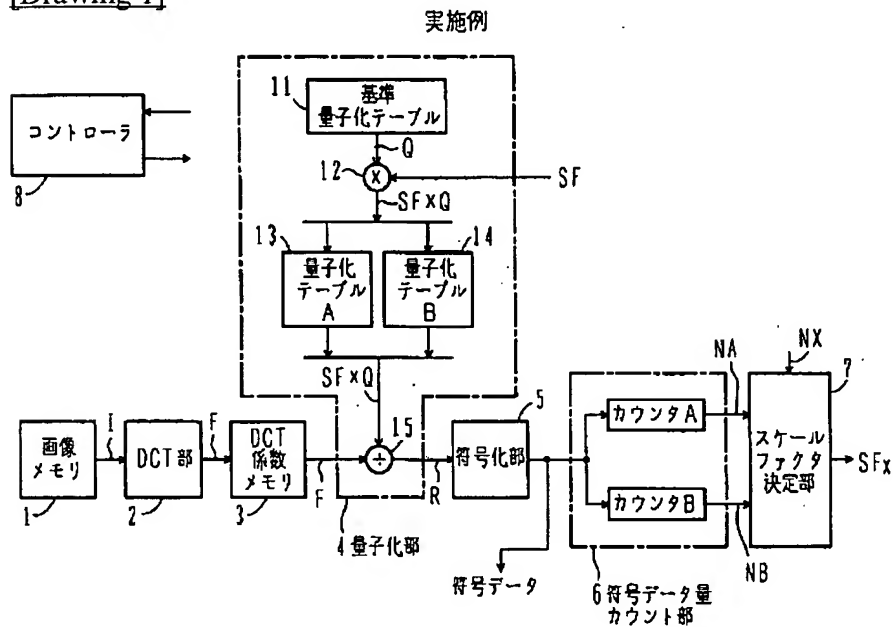 [Drawing 1]
実施例
コントローラ
8
11
基準
量子化テーブル
Q
12
×
SF
SF×Q
13
14
量子化
テーブル
A
量子化
テーブル
B
SF×Q
画像
メモリ
1
I
DCT部
2
F
DCT
係数
メモリ
3
F
÷
15
R
4量子化部
5
符号化部
符号データ
カウンタA
カウンタB
6符号データ量
カウント部
NA
NB
NX
7
スケール
ファクタ
決定部
SFx